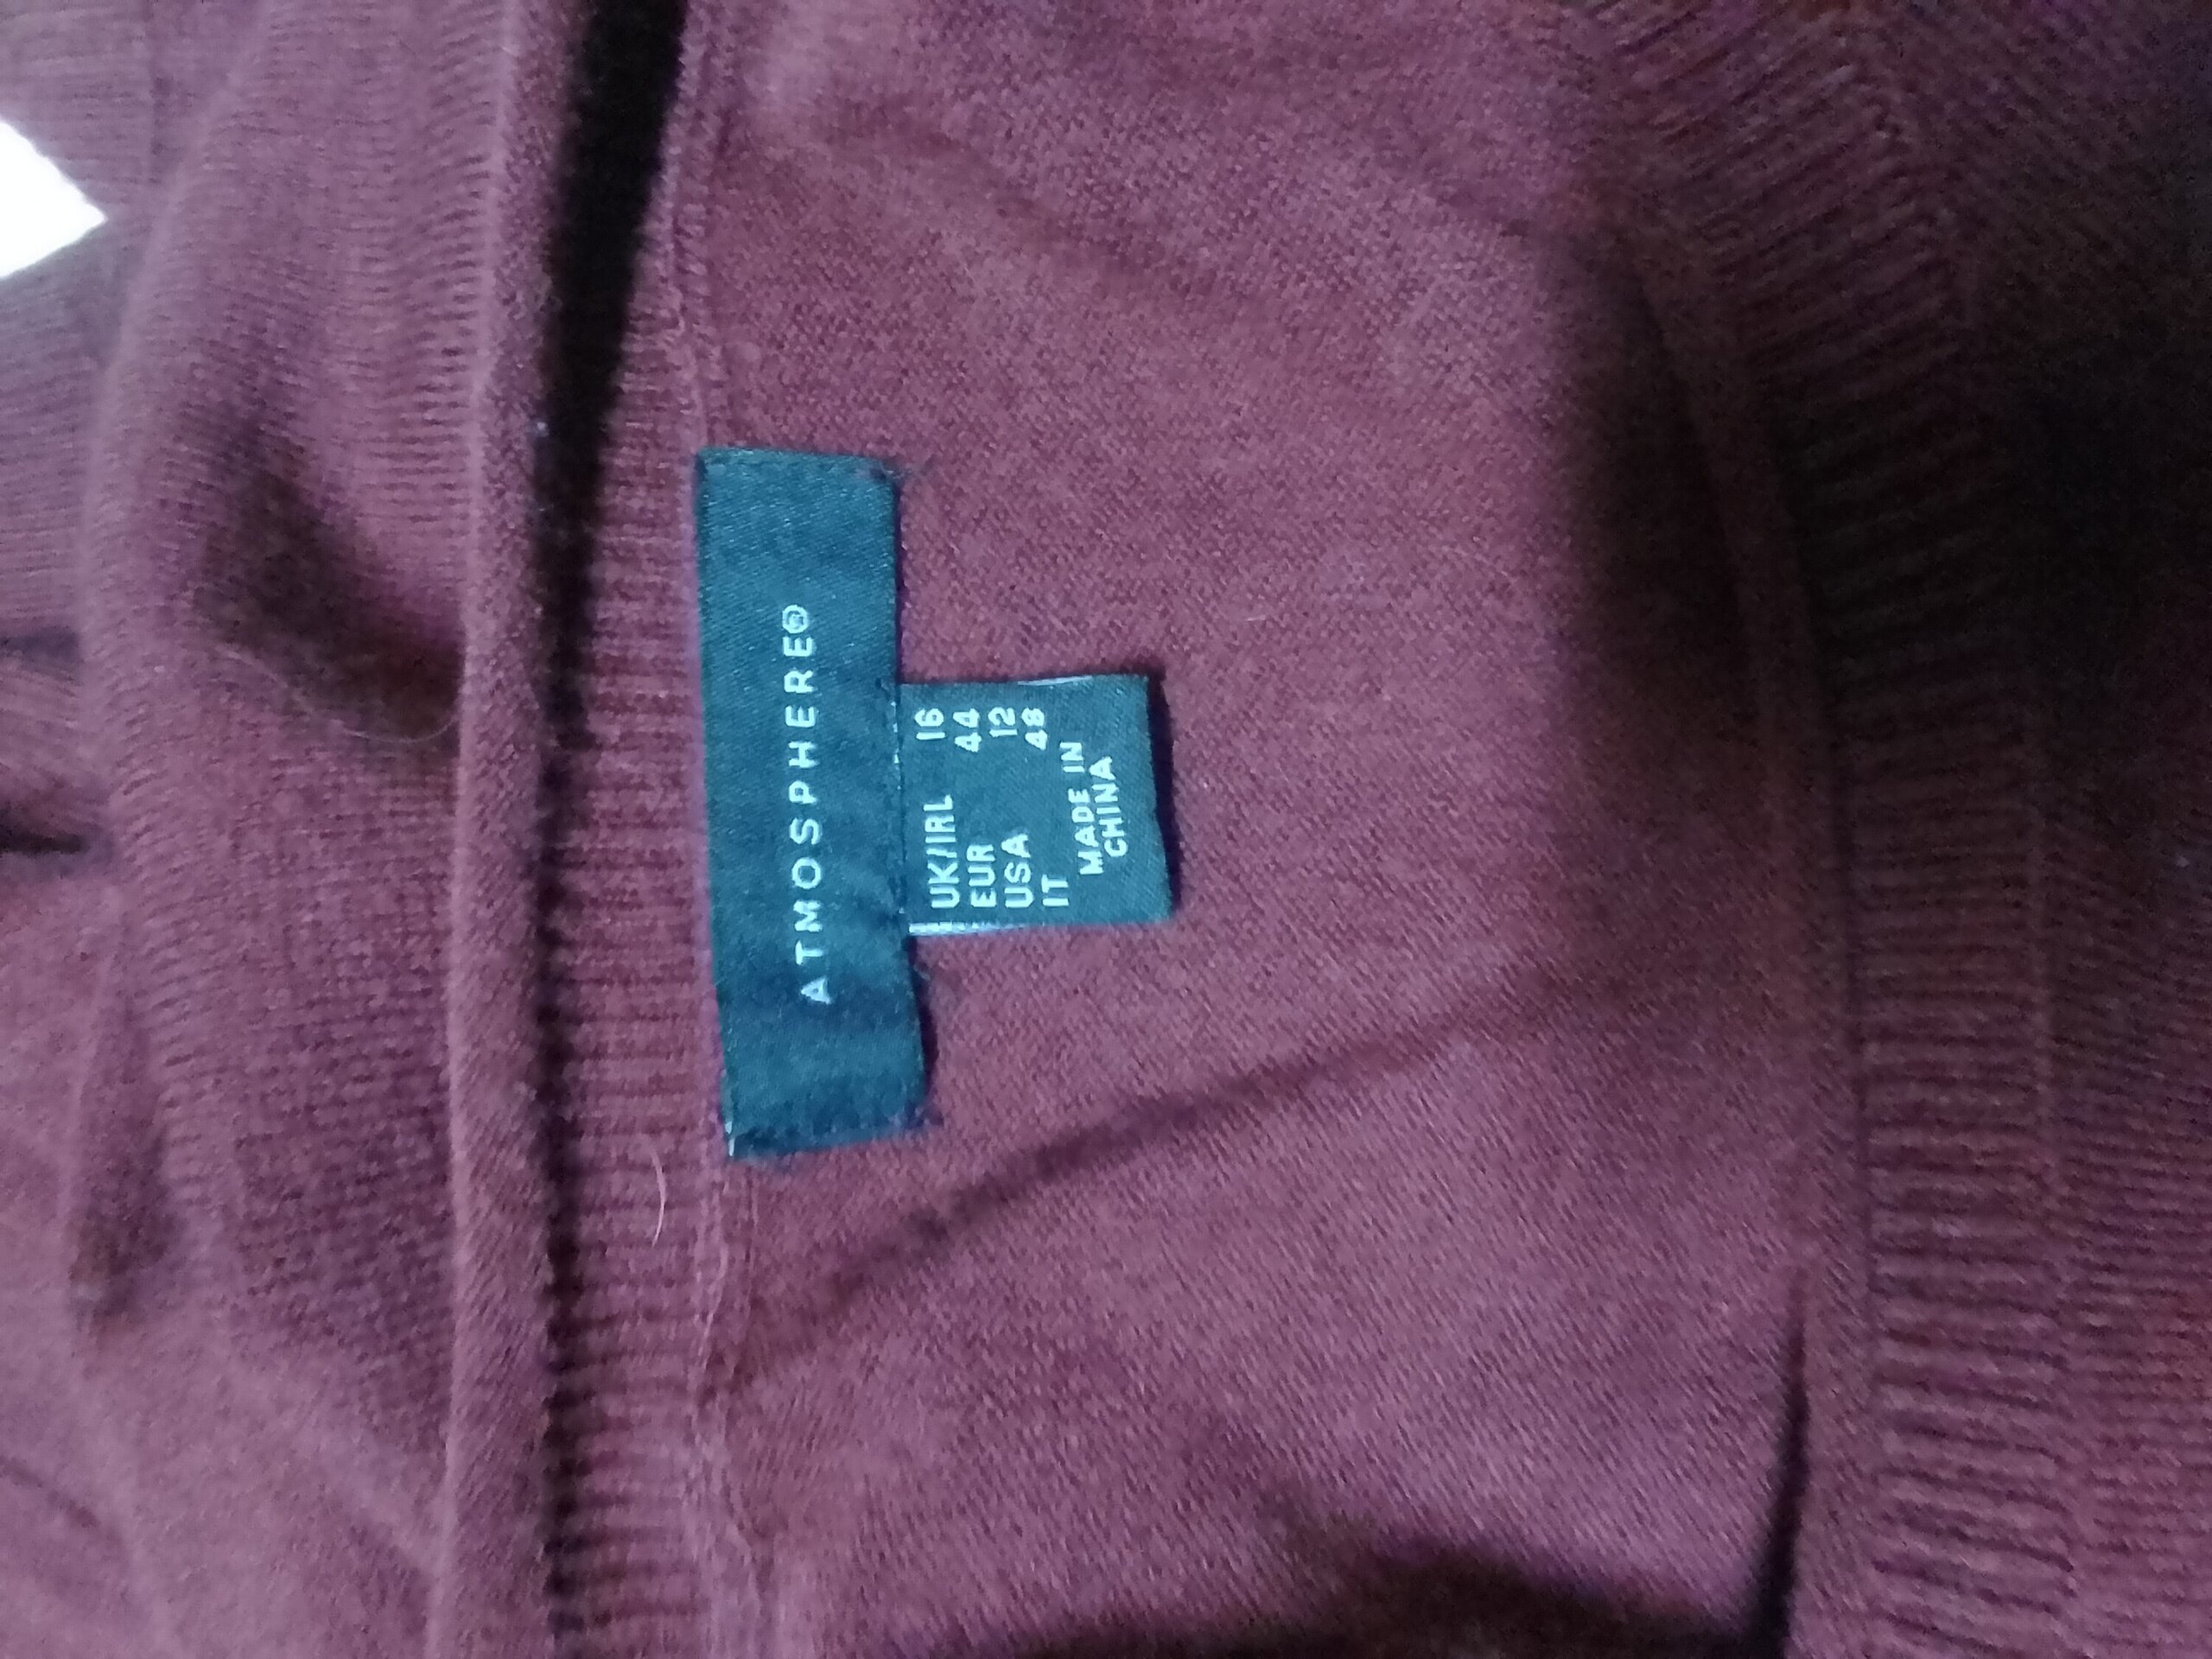 ATMOSPHERE®
UK/IRL 16
EUR 44
USA 12
IT 48
MADE IN
CHINA